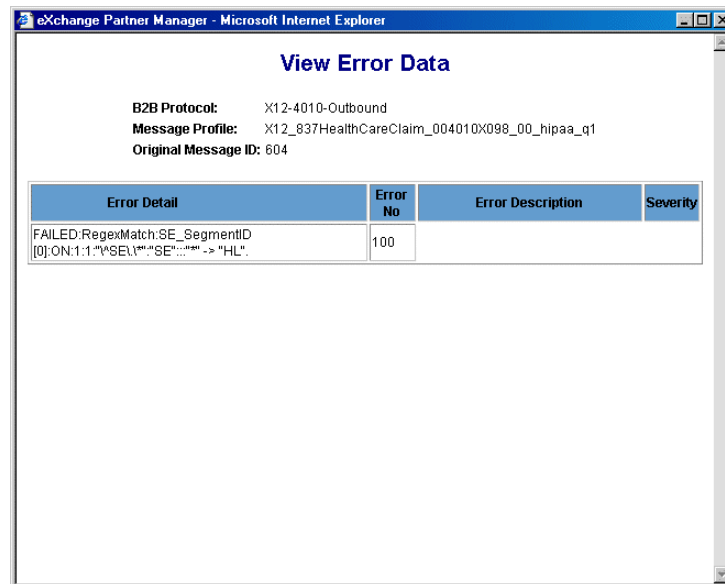 eXchange Partner Manager - Microsoft Internet Explorer
View Error Data
B2B Protocol: X12-4010-Outbound
Message Profile: X12_837HealthCareClaim_004010X098_00_hipaa_q1
Original Message ID: 604
Error Detail Error No Error Description Severity
FAILED:RegexMatch:SE_SegmentID 100
[0]:ON:1:1:"\^SE\.\*":"SE":::"*" -> "HL".